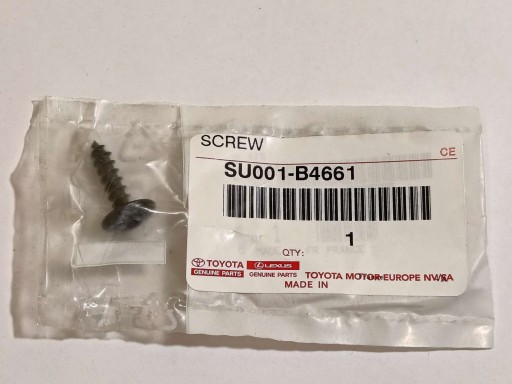 SCREW
CE
SU001-B4661
1
QTY:
TOYOTA LEXUS
GENUINE PARTS GENUINE PARTS TOYOTA MOTOR EUROPE NV/SA
MADE IN